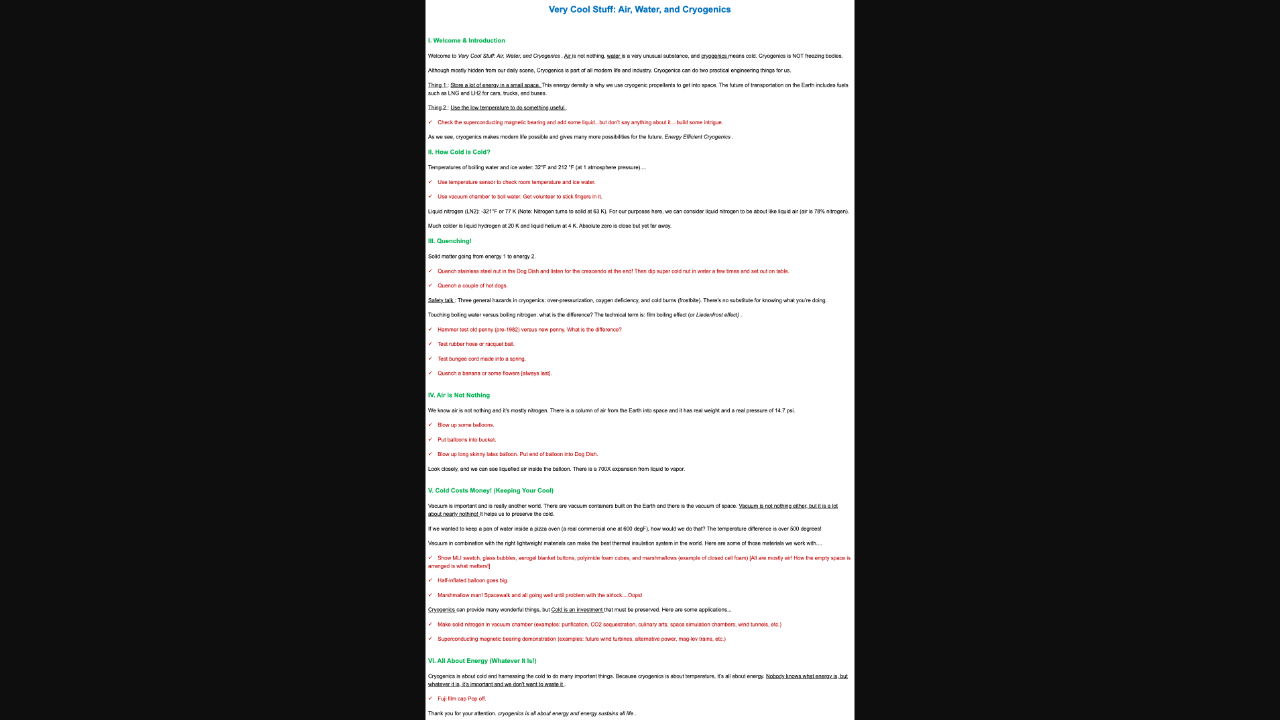 Very Cool Stuff: Air, Water, and Cryogenics
I. Welcome & Introduction
Welcome to Very Cool Stuff: Air, Water, and Cryogenics. Air is not nothing, water is a very unusual substance, and cryogenics means cold. Cryogenics is NOT freezing bodies.
Although mostly hidden from our daily scene, Cryogenics is part of all modern life and industry. Cryogenics can do two practical engineering things for us.
Thing 1: Store a lot of energy in a small space. This energy density is why we use cryogenic propellents to get into space. The future of transportation on the Earth includes fuels
such as LNG and LH2 for cars, trucks, and buses.
Thing 2: Use the low temperature to do something useful.
✓ Check the superconducting magnetic bearing and add some liquid...but don't say anything about it....build some intrigue.
As we see, cryogenics makes modern life possible and gives many more possibilities for the future. Energy Efficient Cryogenics.
II. How Cold is Cold?
Temperatures of boiling water and ice water: 32°F and 212 °F (at 1 atmosphere pressure)....
✓ Use temperature sensor to check room temperature and ice water.
✓ Use vacuum chamber to boil water. Get volunteer to stick fingers in it.
Liquid nitrogen (LN2): -321°F or 77 K (Note: Nitrogen turns to solid at 63 K). For our purposes here, we can consider liquid nitrogen to be about like liquid air (air is 78% nitrogen).
Much colder is liquid hydrogen at 20 K and liquid helium at 4 K. Absolute zero is close but yet far away.
III. Quenching!
Solid matter going from energy 1 to energy 2.
✓ Quench stainless steel nut in the Dog Dish and listen for the crescendo at the end! Then dip super cold nut in water a few times and set out on table.
✓ Quench a couple of hot dogs.
Safety talk: Three general hazards in cryogenics: over-pressurization, oxygen deficiency, and cold burns (frostbite). There's no substitute for knowing what you're doing.
Touching boiling water versus boiling nitrogen: what is the difference? The technical term is: film boiling effect (or Liedenfrost effect).
✓ Hammer test old penny (pre-1982) versus new penny. What is the difference?
✓ Test rubber hose or racquet ball.
✓ Test bungee cord made into a spring.
✓ Quench a banana or some flowers (always last).
IV. Air is Not Nothing
We know air is not nothing and it's mostly nitrogen. There is a column of air from the Earth into space and it has real weight and a real pressure of 14.7 psi.
✓ Blow up some balloons.
✓ Put balloons into bucket.
✓ Blow up long skinny latex balloon. Put end of balloon into Dog Dish.
Look closely, and we can see liquefied air inside the balloon. There is a 700X expansion from liquid to vapor.
V. Cold Costs Money! (Keeping Your Cool)
Vacuum is important and is really another world. There are vacuum containers built on the Earth and there is the vacuum of space. Vacuum is not nothing either, but it is a lot
about nearly nothing! It helps us to preserve the cold.
If we wanted to keep a pan of water inside a pizza oven (a real commercial one at 600 degF), how would we do that? The temperature difference is over 500 degrees!
Vacuum in combination with the right lightweight materials can make the best thermal insulation system in the world. Here are some of those materials we work with....
✓ Show MLI swatch, glass bubbles, aerogel blanket buttons, polyimide foam cubes, and marshmallows (example of closed cell foam) [All are mostly air! How the empty space is
arranged is what matters!]
✓ Half-inflated balloon goes big.
✓ Marshmallow man! Spacewalk and all going well until problem with the airlock....Oops!
Cryogenics can provide many wonderful things, but Cold is an investment that must be preserved. Here are some applications...
✓ Make solid nitrogen in vacuum chamber (examples: purification, CO2 sequestration, culinary arts, space simulation chambers, wind tunnels, etc.)
✓ Superconducting magnetic bearing demonstration (examples: future wind turbines, alternative power, mag-lev trains, etc.)
VI. All About Energy (Whatever It Is!)
Cryogenics is about cold and harnessing the cold to do many important things. Because cryogenics is about temperature, it's all about energy. Nobody knows what energy is, but
whatever it is, it's important and we don't want to waste it.
✓ Fuji film cap Pop off.
Thank you for your attention. cryogenics is all about energy and energy sustains all life.